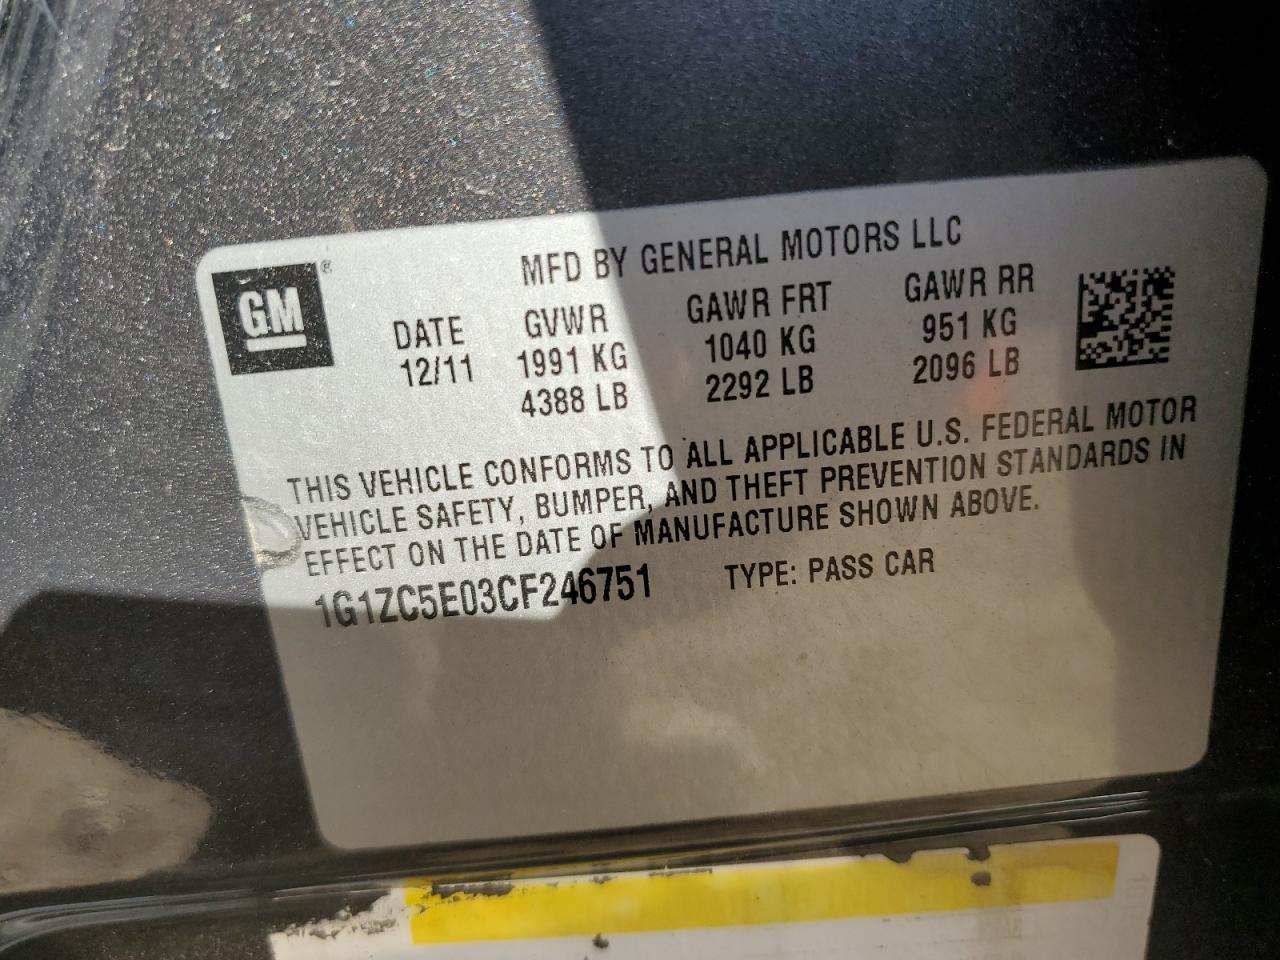 MFD BY GENERAL MOTORS LLC
GM®
DATE GVWR GAWR FRT GAWR RR
12/11 1991 KG 1040 KG 951 KG
4388 LB 2292 LB 2096 LB
THIS VEHICLE CONFORMS TO ALL APPLICABLE U.S. FEDERAL MOTOR
VEHICLE SAFETY, BUMPER, AND THEFT PREVENTION STANDARDS IN
EFFECT ON THE DATE OF MANUFACTURE SHOWN ABOVE.
1G1ZC5E03CF246751 TYPE: PASS CAR